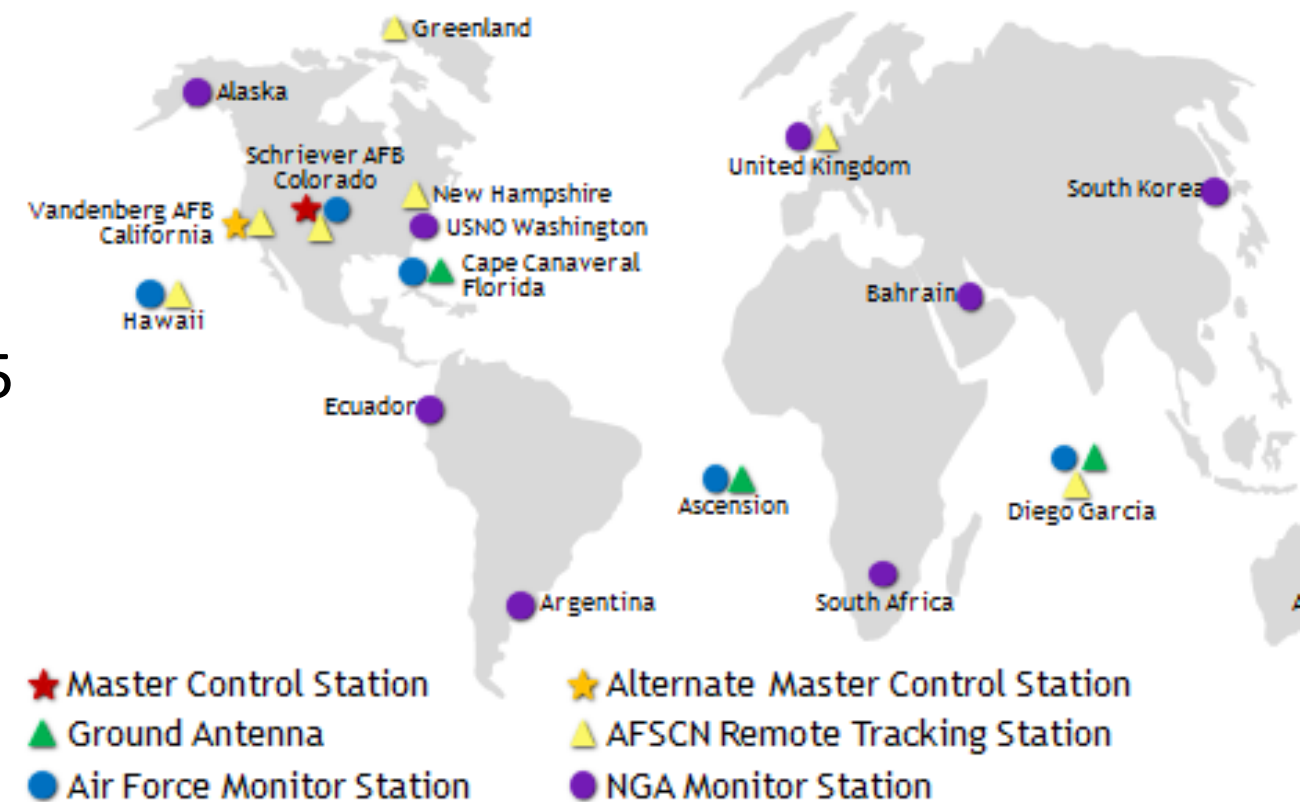 Greenland
Alaska
Schriever AFB
Colorado
United Kingdom
New Hampshire
South Korea
Vandenberg AFB
California
USNO Washington
Cape Canaveral
Florida
Bahrain
Hawaii
5
Ecuador
Ascension
Diego Garcia
Argentina
South Africa
Master Control Station
Alternate Master Control Station
Ground Antenna
AFSCN Remote Tracking Station
Air Force Monitor Station
NGA Monitor Station